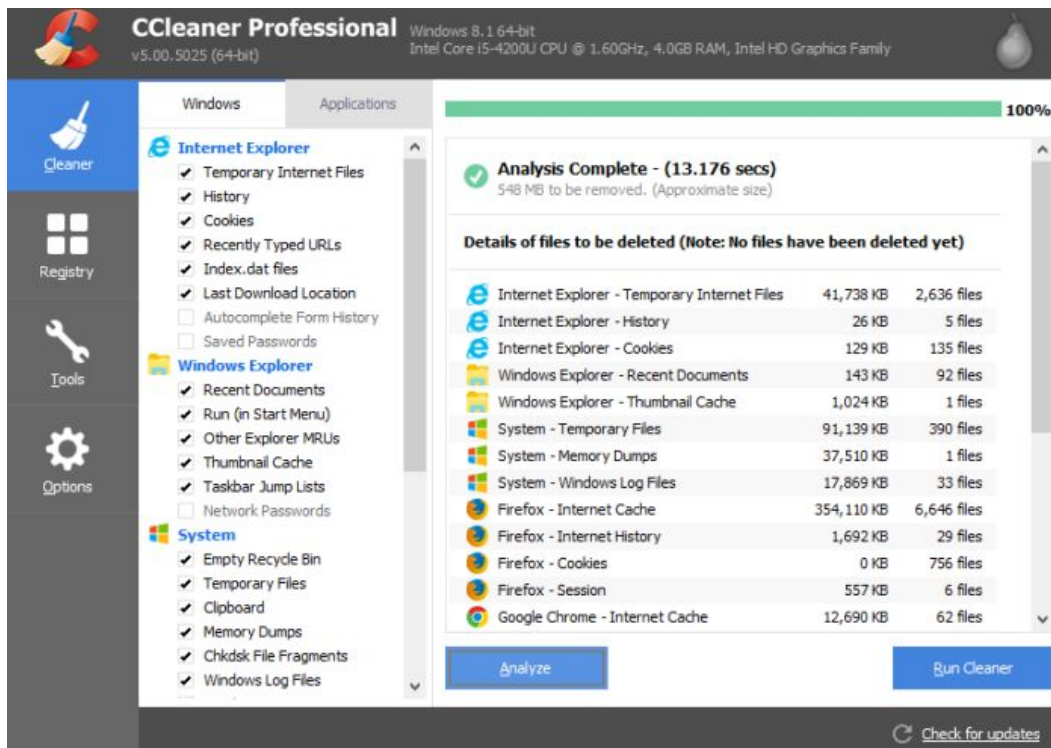 CCleaner Professional
v5.00.5025 (64-bit)
Windows 8.1 64-bit
Intel Core i5-4200U CPU @ 1.60GHz, 4.0GB RAM, Intel HD Graphics Family
Cleaner
Registry
Tools
Options
Windows
Applications
Internet Explorer
Temporary Internet Files
History
Cookies
Recently Typed URLs
Index.dat files
Last Download Location
Autocomplete Form History
Saved Passwords
Windows Explorer
Recent Documents
Run (in Start Menu)
Other Explorer MRUs
Thumbnail Cache
Taskbar Jump Lists
Network Passwords
System
Empty Recycle Bin
Temporary Files
Clipboard
Memory Dumps
Chkdsk File Fragments
Windows Log Files
100%
Analysis Complete - (13.176 secs)
548 MB to be removed. (Approximate size)
Details of files to be deleted (Note: No files have been deleted yet)
Internet Explorer - Temporary Internet Files 41,738 KB 2,636 files
Internet Explorer - History 26 KB 5 files
Internet Explorer - Cookies 129 KB 135 files
Windows Explorer - Recent Documents 143 KB 92 files
Windows Explorer - Thumbnail Cache 1,024 KB 1 files
System - Temporary Files 91,139 KB 390 files
System - Memory Dumps 37,510 KB 1 files
System - Windows Log Files 17,869 KB 33 files
Firefox - Internet Cache 354,110 KB 6,646 files
Firefox - Internet History 1,692 KB 29 files
Firefox - Cookies 0 KB 756 files
Firefox - Session 557 KB 6 files
Google Chrome - Internet Cache 12,690 KB 62 files
Analyze
Run Cleaner
Check for updates